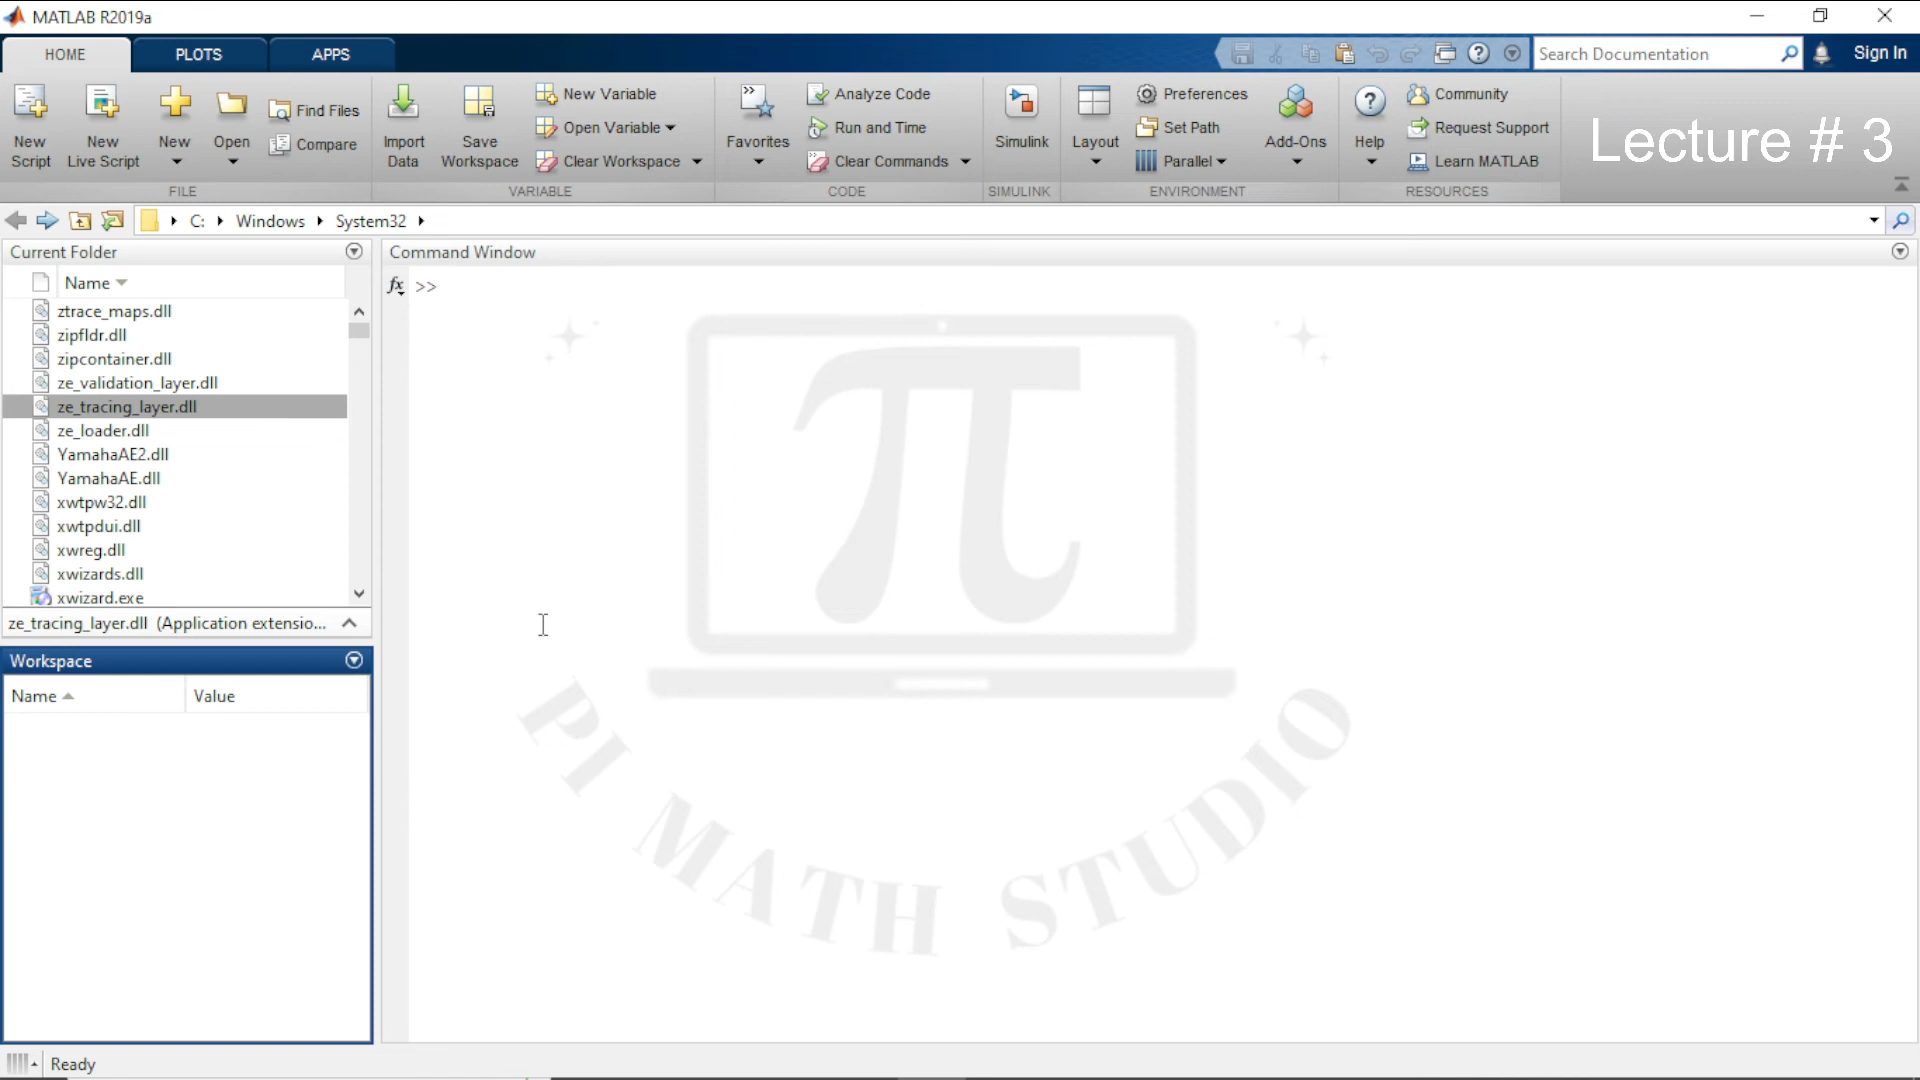 MATLAB R2019a
HOME
PLOTS
APPS
Search Documentation
Sign In
New Script
New Live Script
New
Open
Find Files
Compare
FILE
Import Data
Save Workspace
New Variable
Open Variable
Clear Workspace
VARIABLE
Favorites
Analyze Code
Run and Time
Clear Commands
CODE
Simulink
SIMULINK
Layout
Preferences
Set Path
Parallel
Add-Ons
ENVIRONMENT
Help
Community
Request Support
Learn MATLAB
RESOURCES
Lecture # 3
C: Windows System32
Current Folder
Name
ztrace_maps.dll
zipfldr.dll
zipcontainer.dll
ze_validation_layer.dll
ze_tracing_layer.dll
ze_loader.dll
YamahaAE2.dll
YamahaAE.dll
xwtpw32.dll
xwtpdui.dll
xwreg.dll
xwizards.dll
xwizard.exe
ze_tracing_layer.dll (Application extensio...
Workspace
Name Value
Command Window
fx >>
π
PI MATH STUDIO
Ready